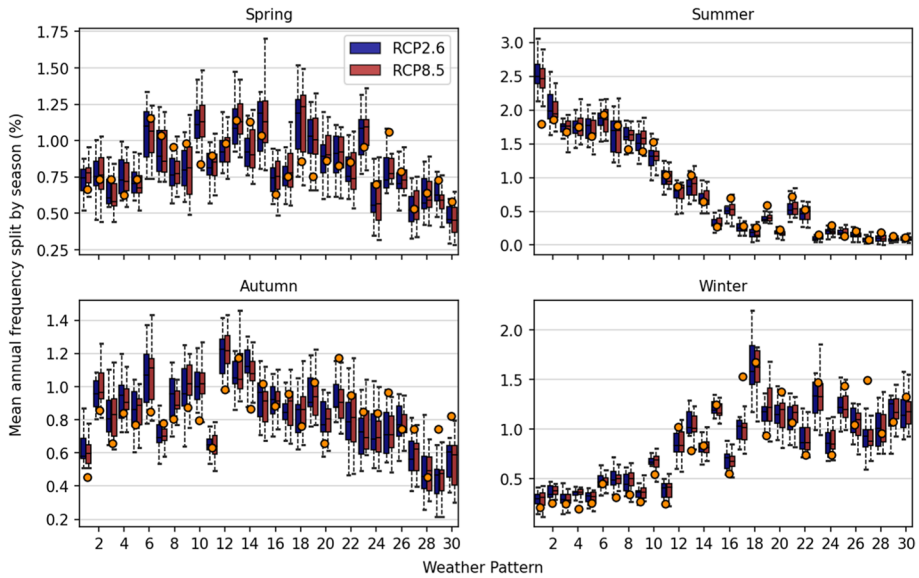 Spring
Summer
1.75
1.50
1.25
1.00
0.75
0.50
0.25
RCP2.6
RCP8.5
3.0
2.5
2.0
1.5
1.0
0.5
0.0
Autumn
Winter
1.4
1.2
1.0
0.8
0.6
0.4
0.2
2.0
1.5
1.0
0.5
2 4 6 8 10 12 14 16 18 20 22 24 26 28 30
2 4 6 8 10 12 14 16 18 20 22 24 26 28 30
Mean annual frequency split by season (%)
Weather Pattern